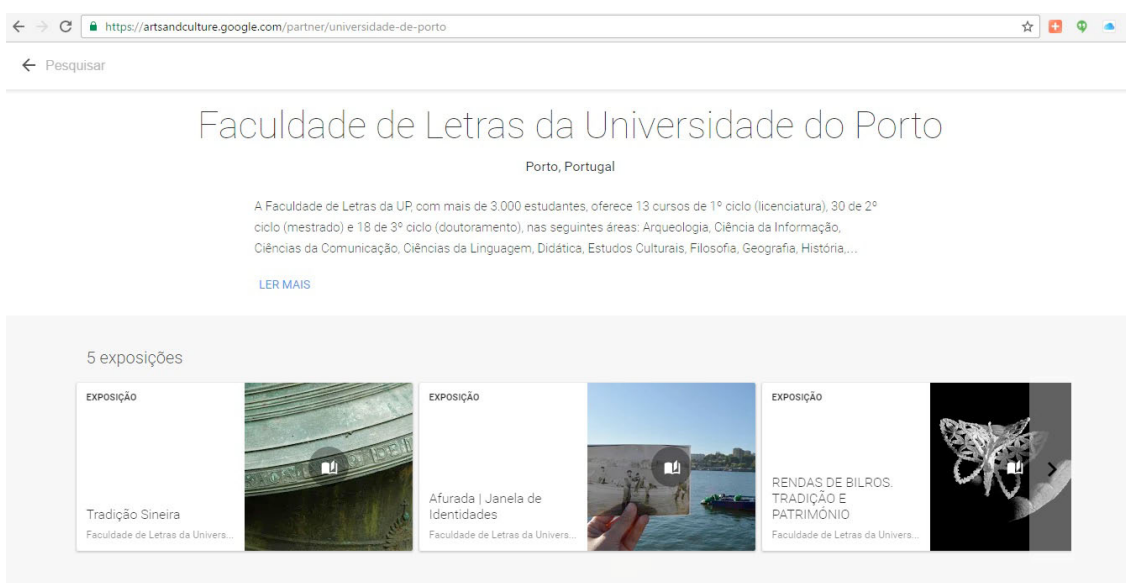 https://artsandculture.google.com/partner/universidade-de-porto
Pesquisar
Faculdade de Letras da Universidade do Porto
Porto, Portugal
A Faculdade de Letras da UP, com mais de 3.000 estudantes, oferece 13 cursos de 1º ciclo (licenciatura), 30 de 2º
ciclo (mestrado) e 18 de 3º ciclo (doutoramento), nas seguintes áreas: Arqueologia, Ciência da Informação,
Ciências da Comunicação, Ciências da Linguagem, Didática, Estudos Culturais, Filosofia, Geografia, História,...
LER MAIS
5 exposições
EXPOSIÇÃO
Tradição Sineira
Faculdade de Letras da Univers...
EXPOSIÇÃO
Afurada | Janela de
Identidades
Faculdade de Letras da Univers...
EXPOSIÇÃO
RENDAS DE BILROS.
TRADIÇÃO E
PATRIMÓNIO
Faculdade de Letras da Univers...